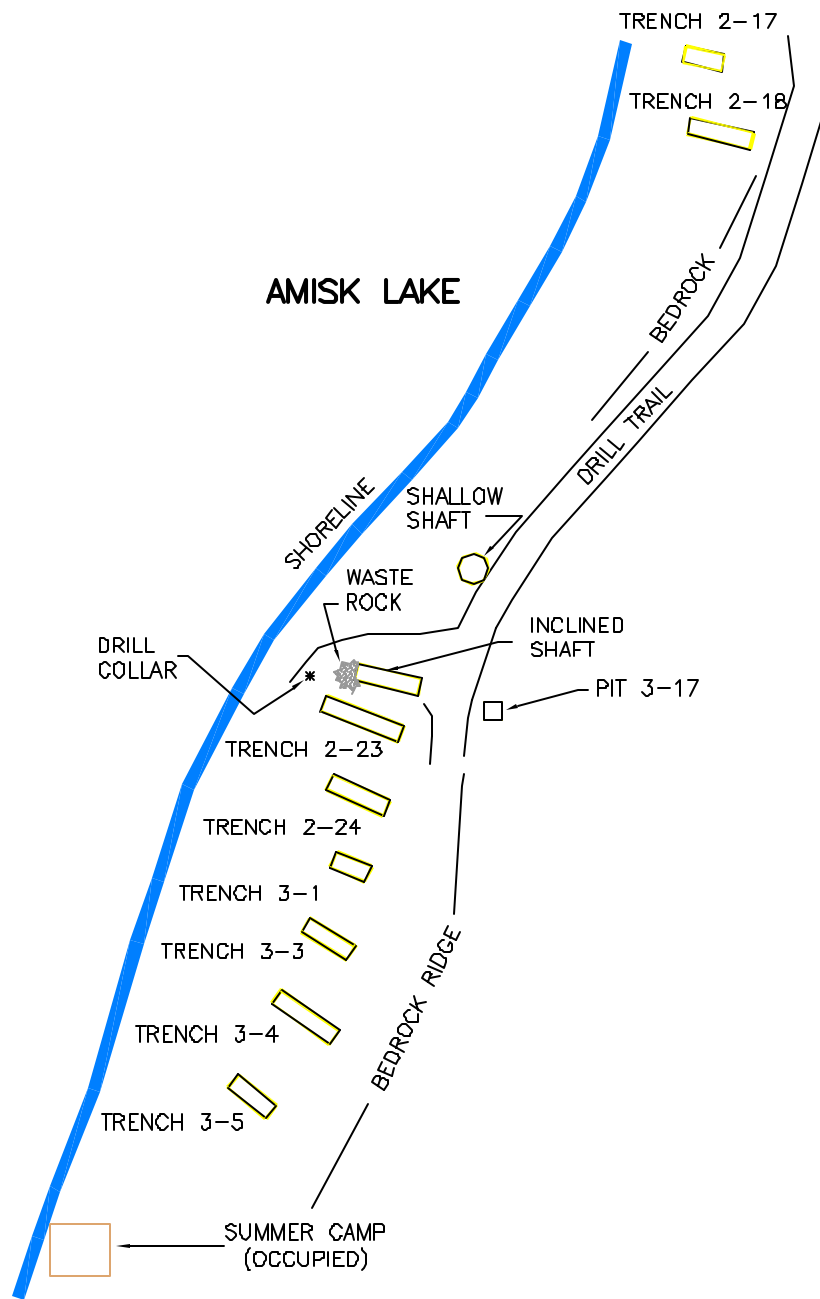 TRENCH 2-17
TRENCH 2-18
BEDROCK
AMISK LAKE
DRILL TRAIL
SHORELINE
SHALLOW
SHAFT
WASTE
ROCK
INCLINED
SHAFT
DRILL
COLLAR
PIT 3-17
TRENCH 2-23
TRENCH 2-24
TRENCH 3-1
TRENCH 3-3
BEDROCK RIDGE
TRENCH 3-4
TRENCH 3-5
SUMMER CAMP
(OCCUPIED)